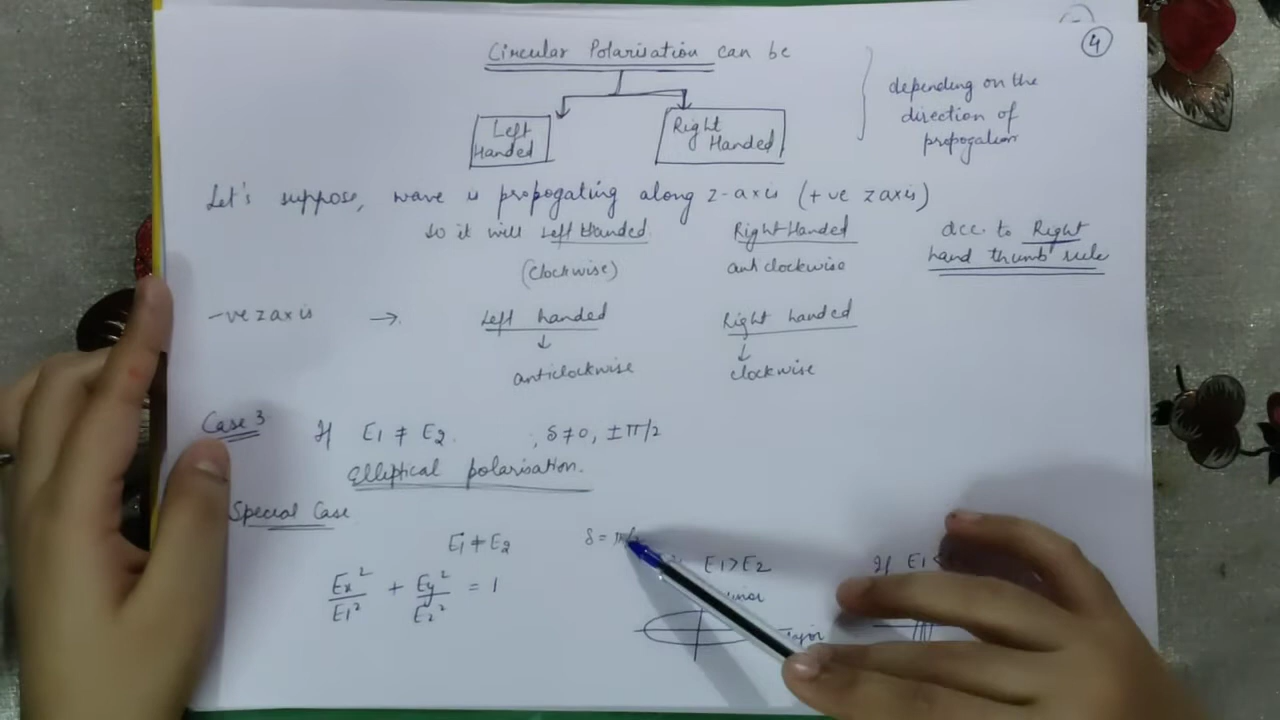 4
Circular Polarisation can be
Left Handed
Right Handed
depending on the
direction of
propogation
Let's suppose, wave is propogating along z-axis (+ve z axis)
so it will Left Handed Right Handed acc. to Right
(clockwise) anticlockwise hand thumb rule
-ve z axis → Left handed Right handed
↓ ↓
anticlockwise clockwise
Case 3 If E1 ≠ E2 , δ≠0, ±π/2
Elliptical polarisation.
Special Case
E1 ≠ E2 δ = E1>E2 If E1<
Ex²/E1² + Ey²/E2² = 1